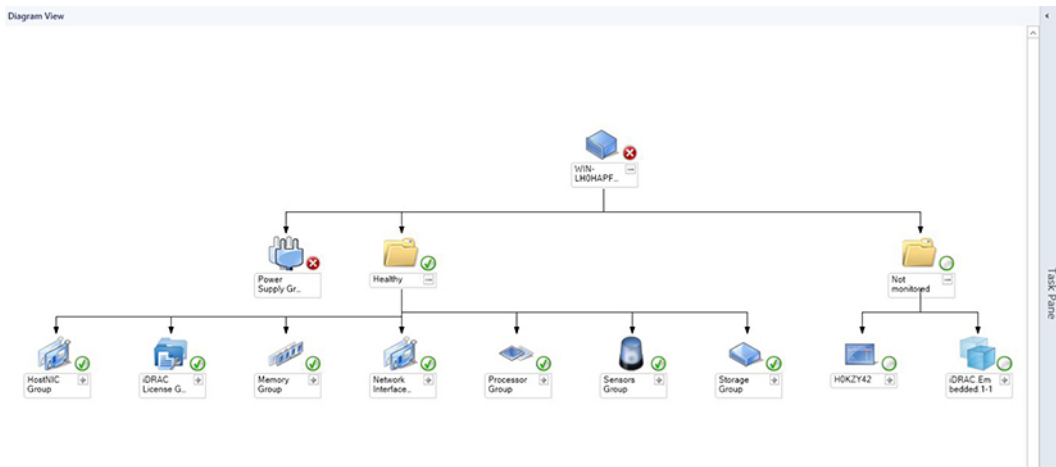 Diagram View
WIN-
LH0HAPF...
Power
Supply Gr...
Healthy
Not
monitored
HostNIC
Group
iDRAC
License G...
Memory
Group
Network
Interface...
Processor
Group
Sensors
Group
Storage
Group
H0KZY42
iDRAC.Em
bedded.1-1
Task Pane